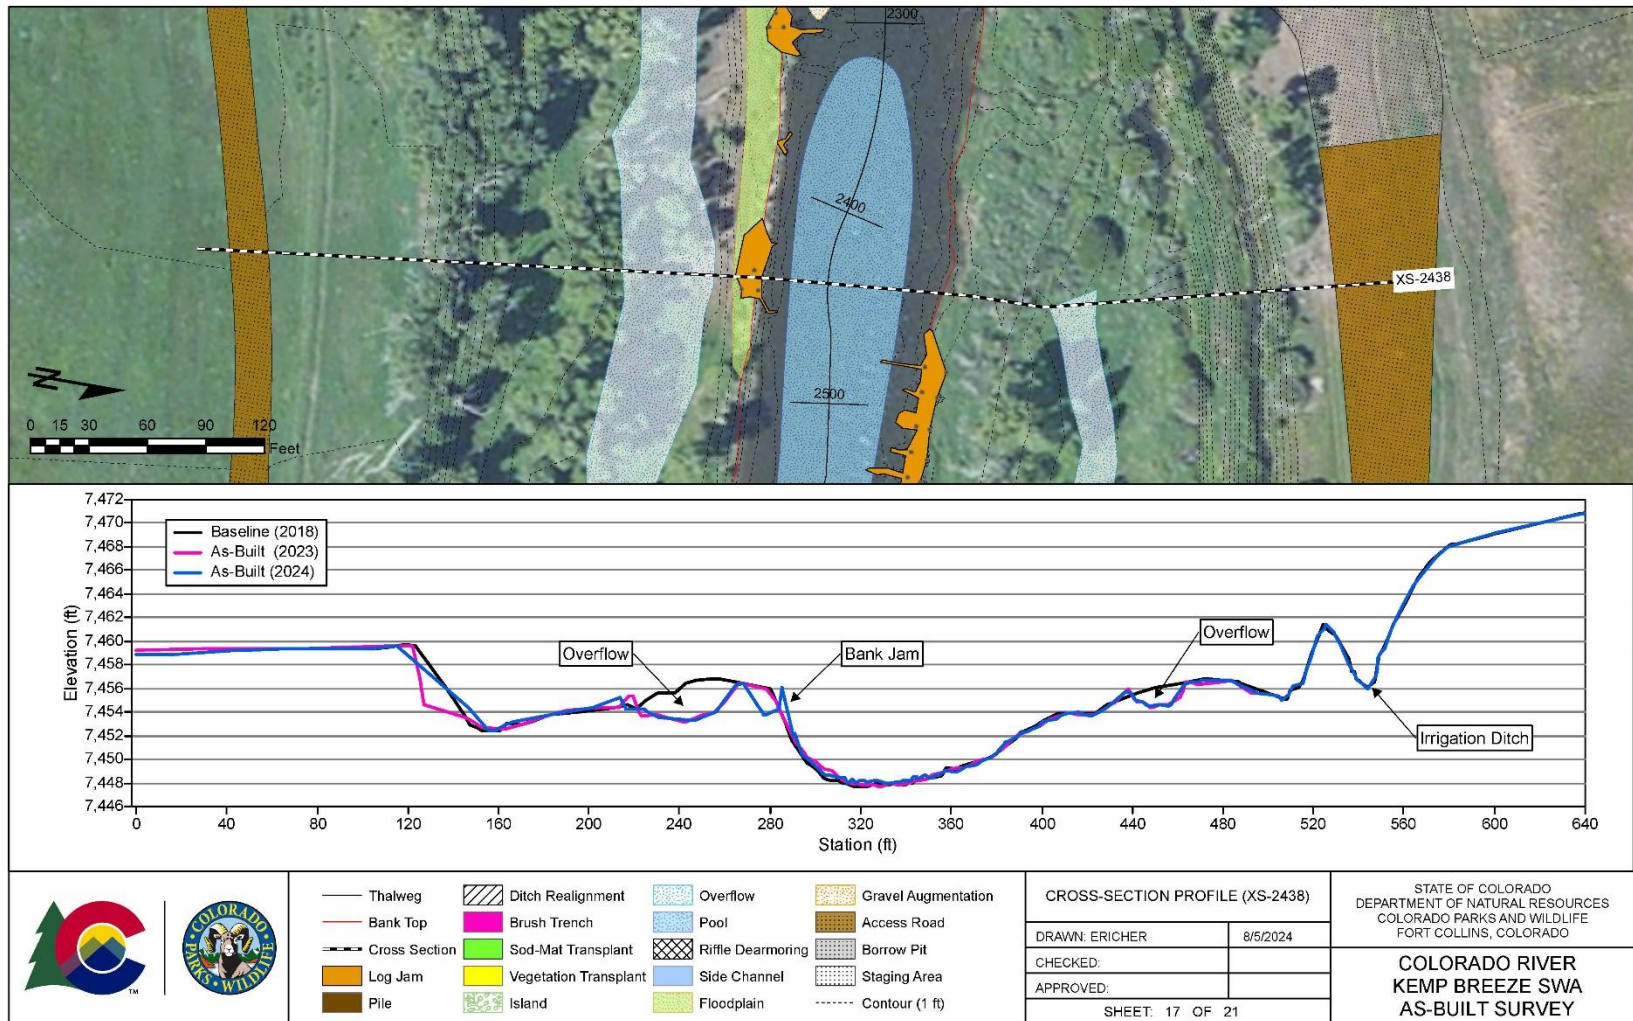 2300
2400
2500
XS-2438
N
0 15 30 60 90 120
Feet
7,472
7,470
7,468
7,466
7,464
7,462
7,460
7,458
7,456
7,454
7,452
7,450
7,448
7,446
Elevation (ft)
Baseline (2018)
As-Built (2023)
As-Built (2024)
Overflow
Bank Jam
Overflow
Irrigation Ditch
0 40 80 120 160 200 240 280 320 360 400 440 480 520 560 600 640
Station (ft)
C
TM
COLORADO
PARKS • WILDLIFE
Thalweg
Bank Top
Cross Section
Log Jam
Pile
Ditch Realignment
Brush Trench
Sod-Mat Transplant
Vegetation Transplant
Island
Overflow
Pool
Riffle Dearmoring
Side Channel
Floodplain
Gravel Augmentation
Access Road
Borrow Pit
Staging Area
Contour (1 ft)
CROSS-SECTION PROFILE (XS-2438)
DRAWN: ERICHER 8/5/2024
CHECKED:
APPROVED:
SHEET: 17 OF 21
STATE OF COLORADO
DEPARTMENT OF NATURAL RESOURCES
COLORADO PARKS AND WILDLIFE
FORT COLLINS, COLORADO
COLORADO RIVER
KEMP BREEZE SWA
AS-BUILT SURVEY